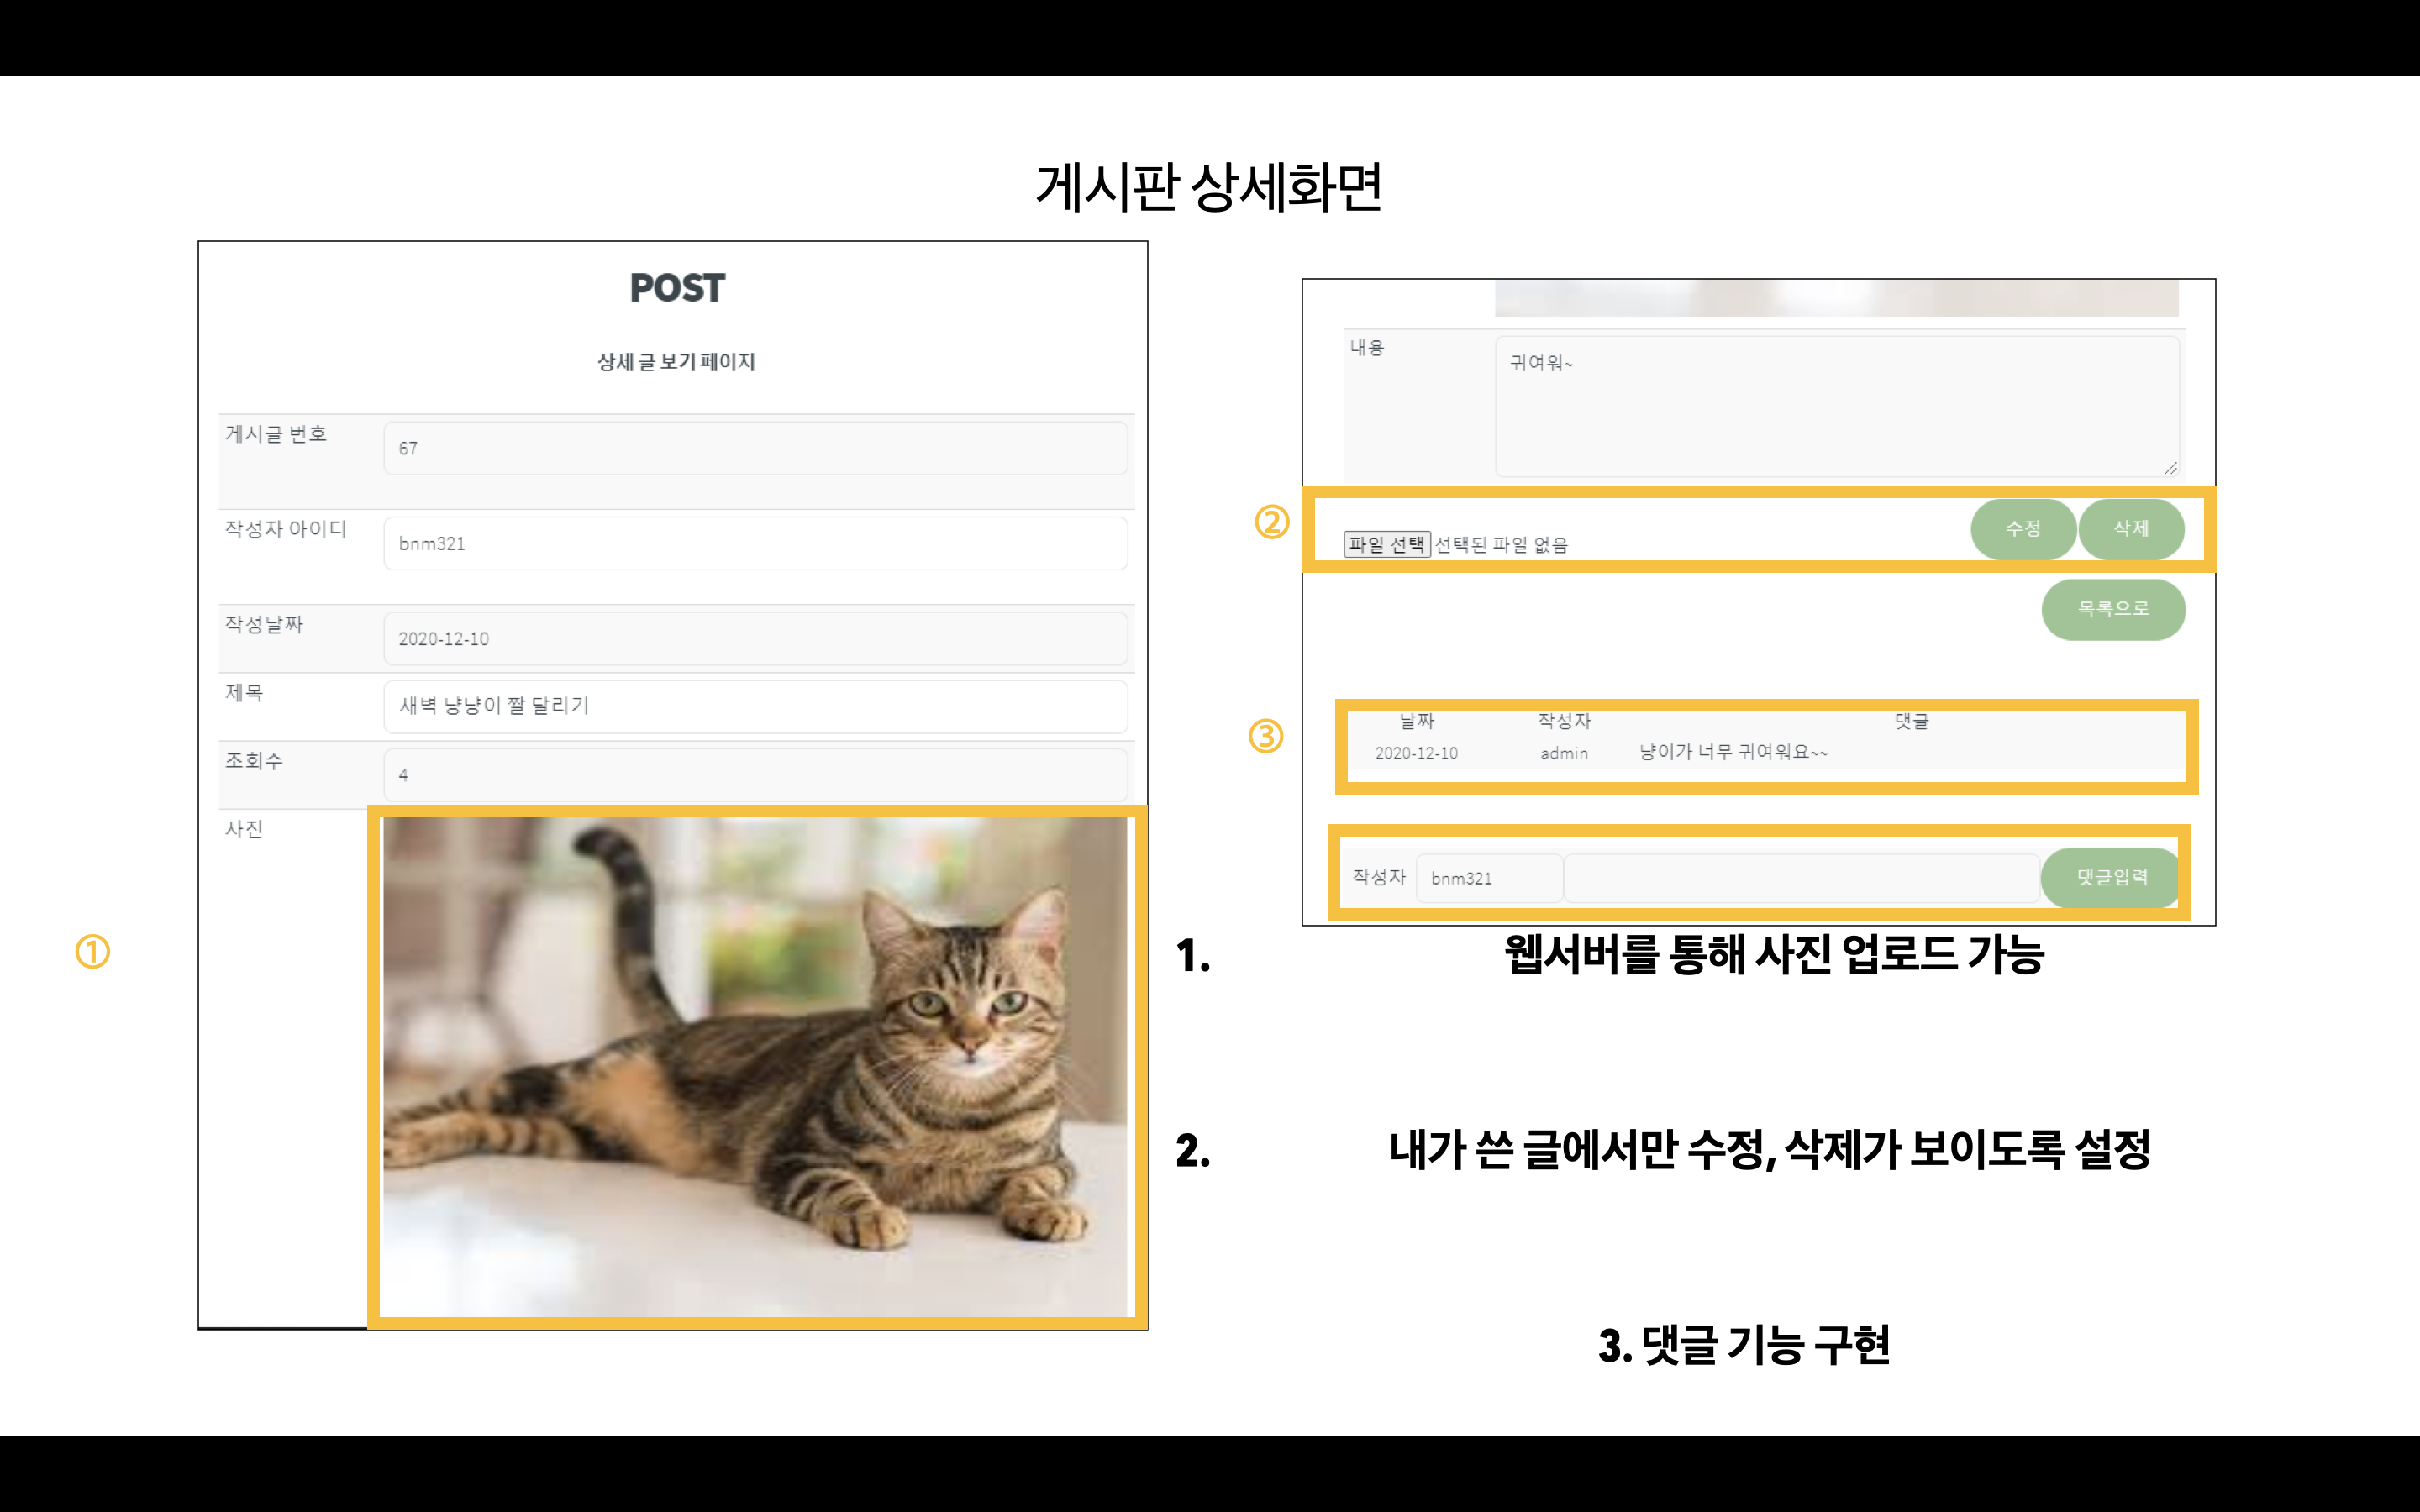 게시판 상세화면
POST
상세 글 보기 페이지
게시글 번호
67
작성자 아이디
bnm321
작성날짜
2020-12-10
제목
새벽 냥냥이 짤 달리기
조회수
4
사진
①
내용
귀여워~
②
파일 선택 선택된 파일 없음
수정 삭제
목록으로
③
날짜 작성자 댓글
2020-12-10 admin 냥이가 너무 귀여워요~~
작성자 bnm321 댓글입력
1. 웹서버를 통해 사진 업로드 가능
2. 내가 쓴 글에서만 수정, 삭제가 보이도록 설정
3. 댓글 기능 구현